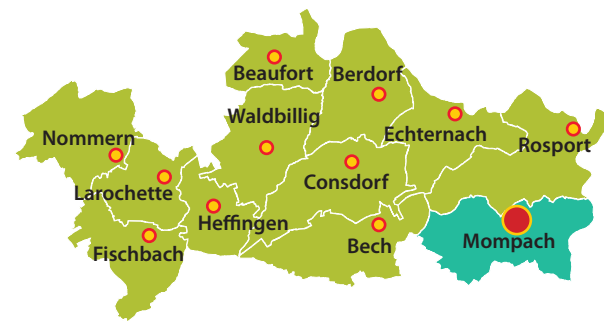 Beaufort
Berdorf
Waldbillig
Echternach
Nommern
Rosport
Larochette
Consdorf
Heffingen
Mompach
Bech
Fischbach